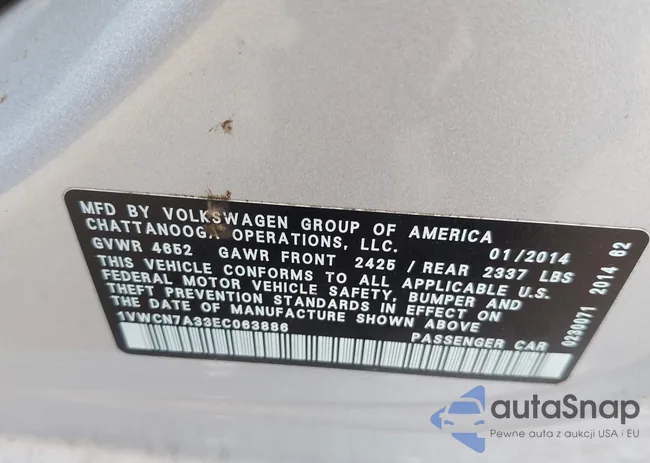 MFD BY VOLKSWAGEN GROUP OF AMERICA
CHATTANOOGA OPERATIONS, LLC. 01/2014
GVWR 4652 GAWR FRONT 2425 / REAR 2337 LBS
THIS VEHICLE CONFORMS TO ALL APPLICABLE U.S.
FEDERAL MOTOR VEHICLE SAFETY, BUMPER AND
THEFT PREVENTION STANDARDS IN EFFECT ON
THE DATE OF MANUFACTURE SHOWN ABOVE
1VWCN7A33EC063886 PASSENGER CAR
0230071 2014 62
autaSnap
Pewne auta z aukcji USA i EU